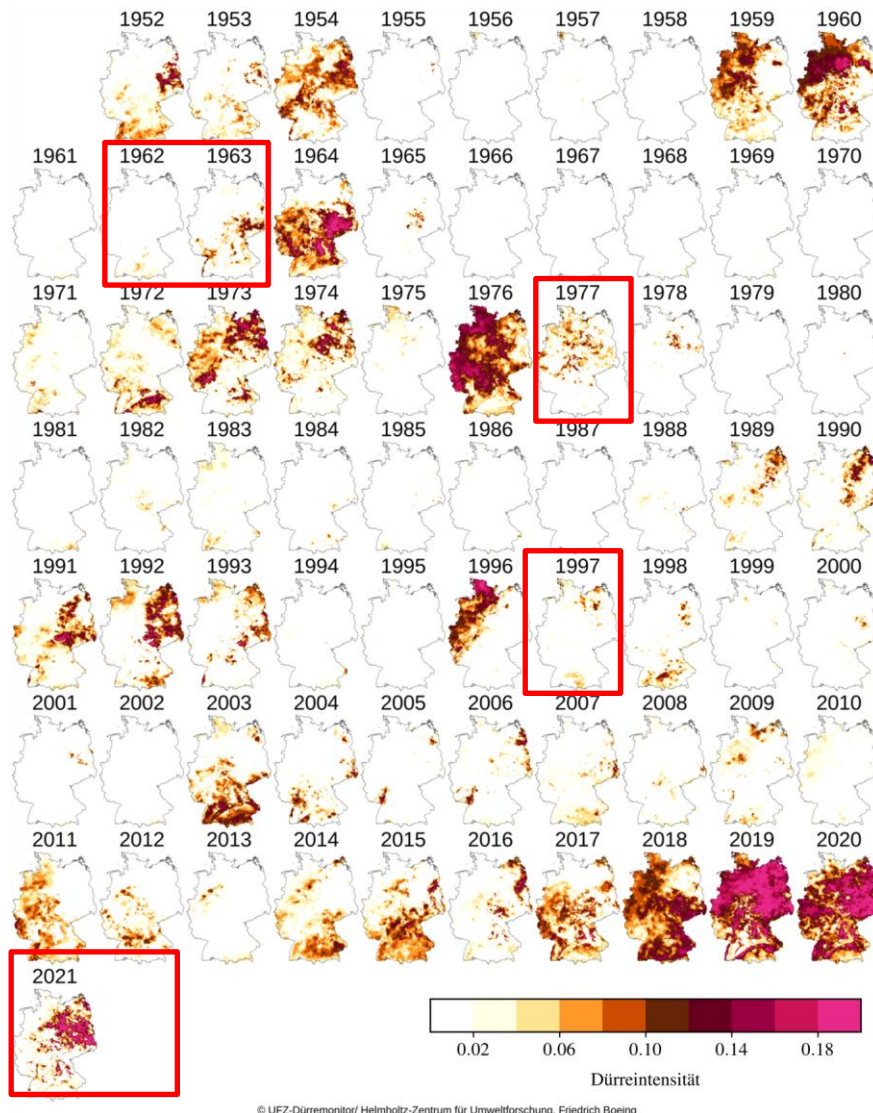 1952 1953 1954 1955 1956 1957 1958 1959 1960
1961 1962 1963 1964 1965 1966 1967 1968 1969 1970
1971 1972 1973 1974 1975 1976 1977 1978 1979 1980
1981 1982 1983 1984 1985 1986 1987 1988 1989 1990
1991 1992 1993 1994 1995 1996 1997 1998 1999 2000
2001 2002 2003 2004 2005 2006 2007 2008 2009 2010
2011 2012 2013 2014 2015 2016 2017 2018 2019 2020
2021
0.02 0.06 0.10 0.14 0.18
Dürreintensität
© UFZ-Dürremonitor/ Helmholtz-Zentrum für Umweltforschung, Friedrich Boeing